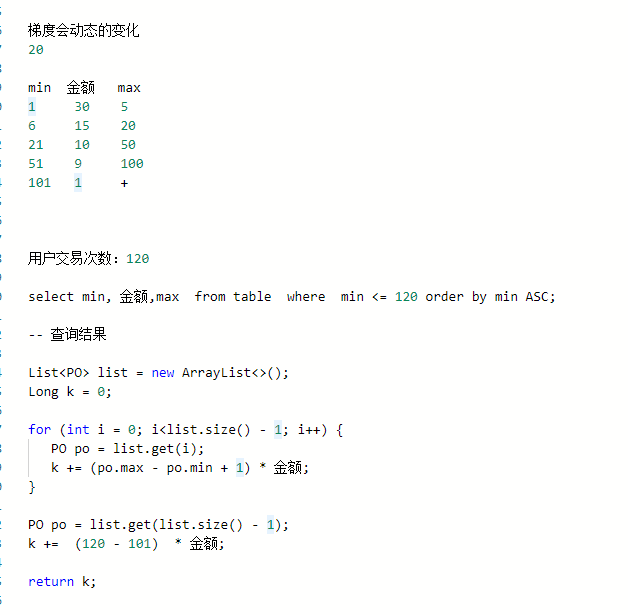 梯度会动态的变化
20
min 金额 max
1 30 5
6 15 20
21 10 50
51 9 100
101 1 +
用户交易次数：120
select min, 金额,max from table where min <= 120 order by min ASC;
-- 查询结果
List<PO> list = new ArrayList<>();
Long k = 0;
for (int i = 0; i<list.size() - 1; i++) {
PO po = list.get(i);
k += (po.max - po.min + 1) * 金额;
}
PO po = list.get(list.size() - 1);
k += (120 - 101) * 金额;
return k;